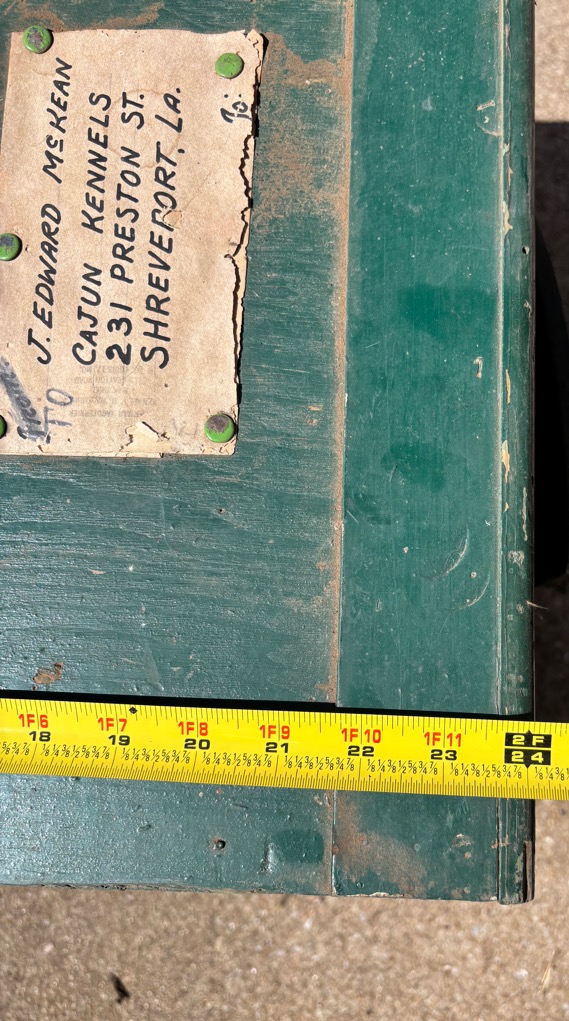 To:
J. EDWARD McKEAN
CAJUN KENNELS
231 PRESTON ST.
SHREVEPORT, LA.
TO
1F6 1F7 1F8 1F9 1F10 1F11 2F
18 19 20 21 22 23 24